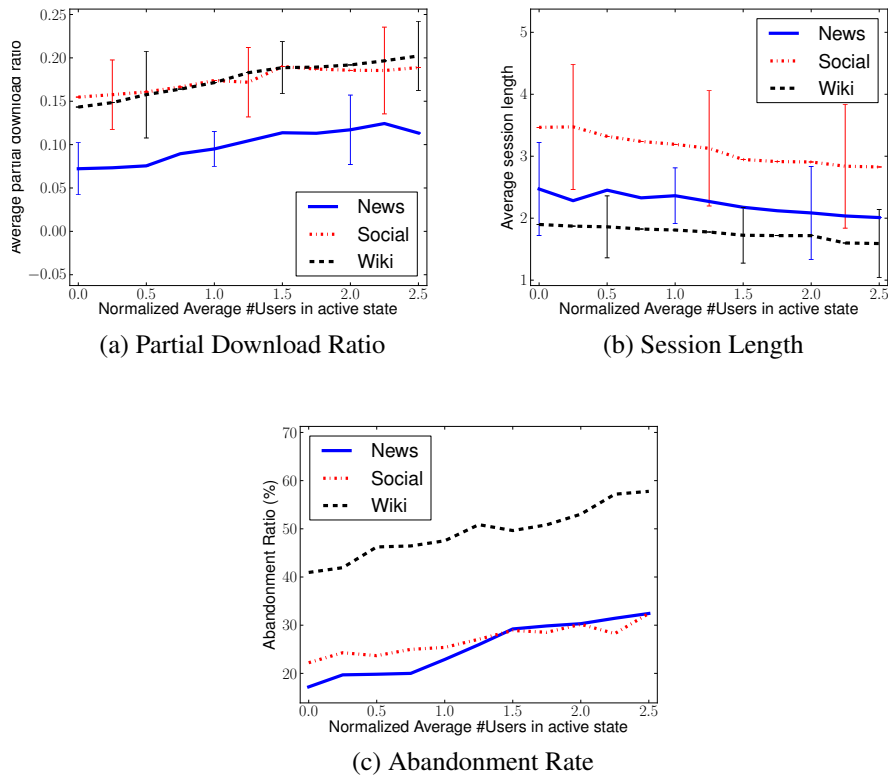 Average partial download ratio
0.25
0.20
0.15
0.10
0.05
0.00
−0.05
News
Social
Wiki
0.0 0.5 1.0 1.5 2.0 2.5
Normalized Average #Users in active state
(a) Partial Download Ratio
Average session length
5
4
3
2
1
News
Social
Wiki
0.0 0.5 1.0 1.5 2.0 2.5
Normalized Average #Users in active state
(b) Session Length
Abandonment Ratio (%)
70
60
50
40
30
20
News
Social
Wiki
0.0 0.5 1.0 1.5 2.0 2.5
Normalized Average #Users in active state
(c) Abandonment Rate